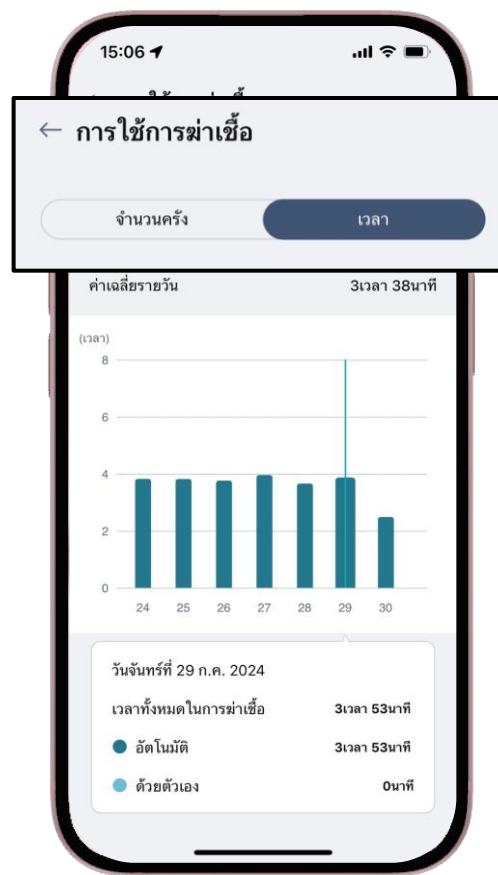 15:06
← การใช้การฆ่าเชื้อ
จำนวนครั้ง เวลา
ค่าเฉลี่ยรายวัน 3เวลา 38นาที
(เวลา)
8
6
4
2
0
24 25 26 27 28 29 30
วันจันทร์ที่ 29 ก.ค. 2024
เวลาทั้งหมดในการฆ่าเชื้อ 3เวลา 53นาที
อัตโนมัติ 3เวลา 53นาที
ด้วยตัวเอง 0นาที